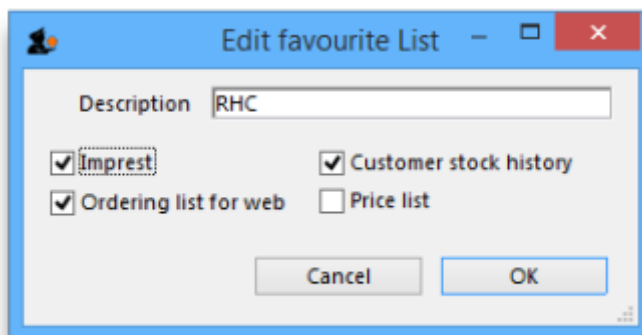 Edit favourite List
Description RHC
Imprest Customer stock history
Ordering list for web Price list
Cancel OK